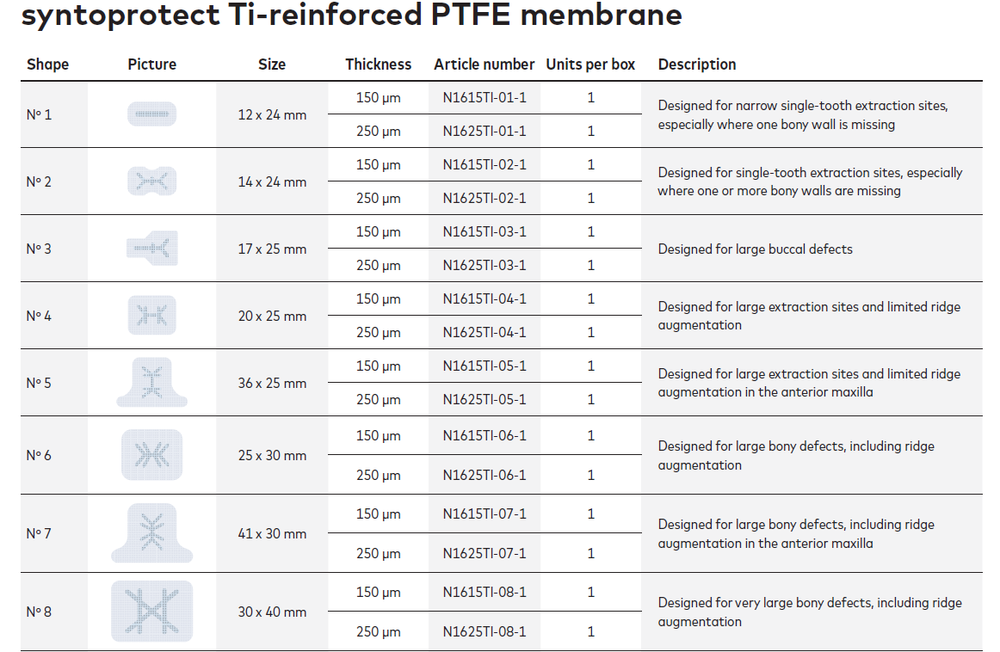 syntoprotect Ti-reinforced PTFE membrane
Shape Picture Size Thickness Article number Units per box Description
Nº 1 12 x 24 mm 150 µm N1615TI-01-1 1 Designed for narrow single-tooth extraction sites,
250 µm N1625TI-01-1 1 especially where one bony wall is missing
Nº 2 14 x 24 mm 150 µm N1615TI-02-1 1 Designed for single-tooth extraction sites, especially
250 µm N1625TI-02-1 1 where one or more bony walls are missing
Nº 3 17 x 25 mm 150 µm N1615TI-03-1 1 Designed for large buccal defects
250 µm N1625TI-03-1 1
Nº 4 20 x 25 mm 150 µm N1615TI-04-1 1 Designed for large extraction sites and limited ridge
250 µm N1625TI-04-1 1 augmentation
Nº 5 36 x 25 mm 150 µm N1615TI-05-1 1 Designed for large extraction sites and limited ridge
250 µm N1625TI-05-1 1 augmentation in the anterior maxilla
Nº 6 25 x 30 mm 150 µm N1615TI-06-1 1 Designed for large bony defects, including ridge
250 µm N1625TI-06-1 1 augmentation
Nº 7 41 x 30 mm 150 µm N1615TI-07-1 1 Designed for large bony defects, including ridge
250 µm N1625TI-07-1 1 augmentation in the anterior maxilla
Nº 8 30 x 40 mm 150 µm N1615TI-08-1 1 Designed for very large bony defects, including ridge
250 µm N1625TI-08-1 1 augmentation